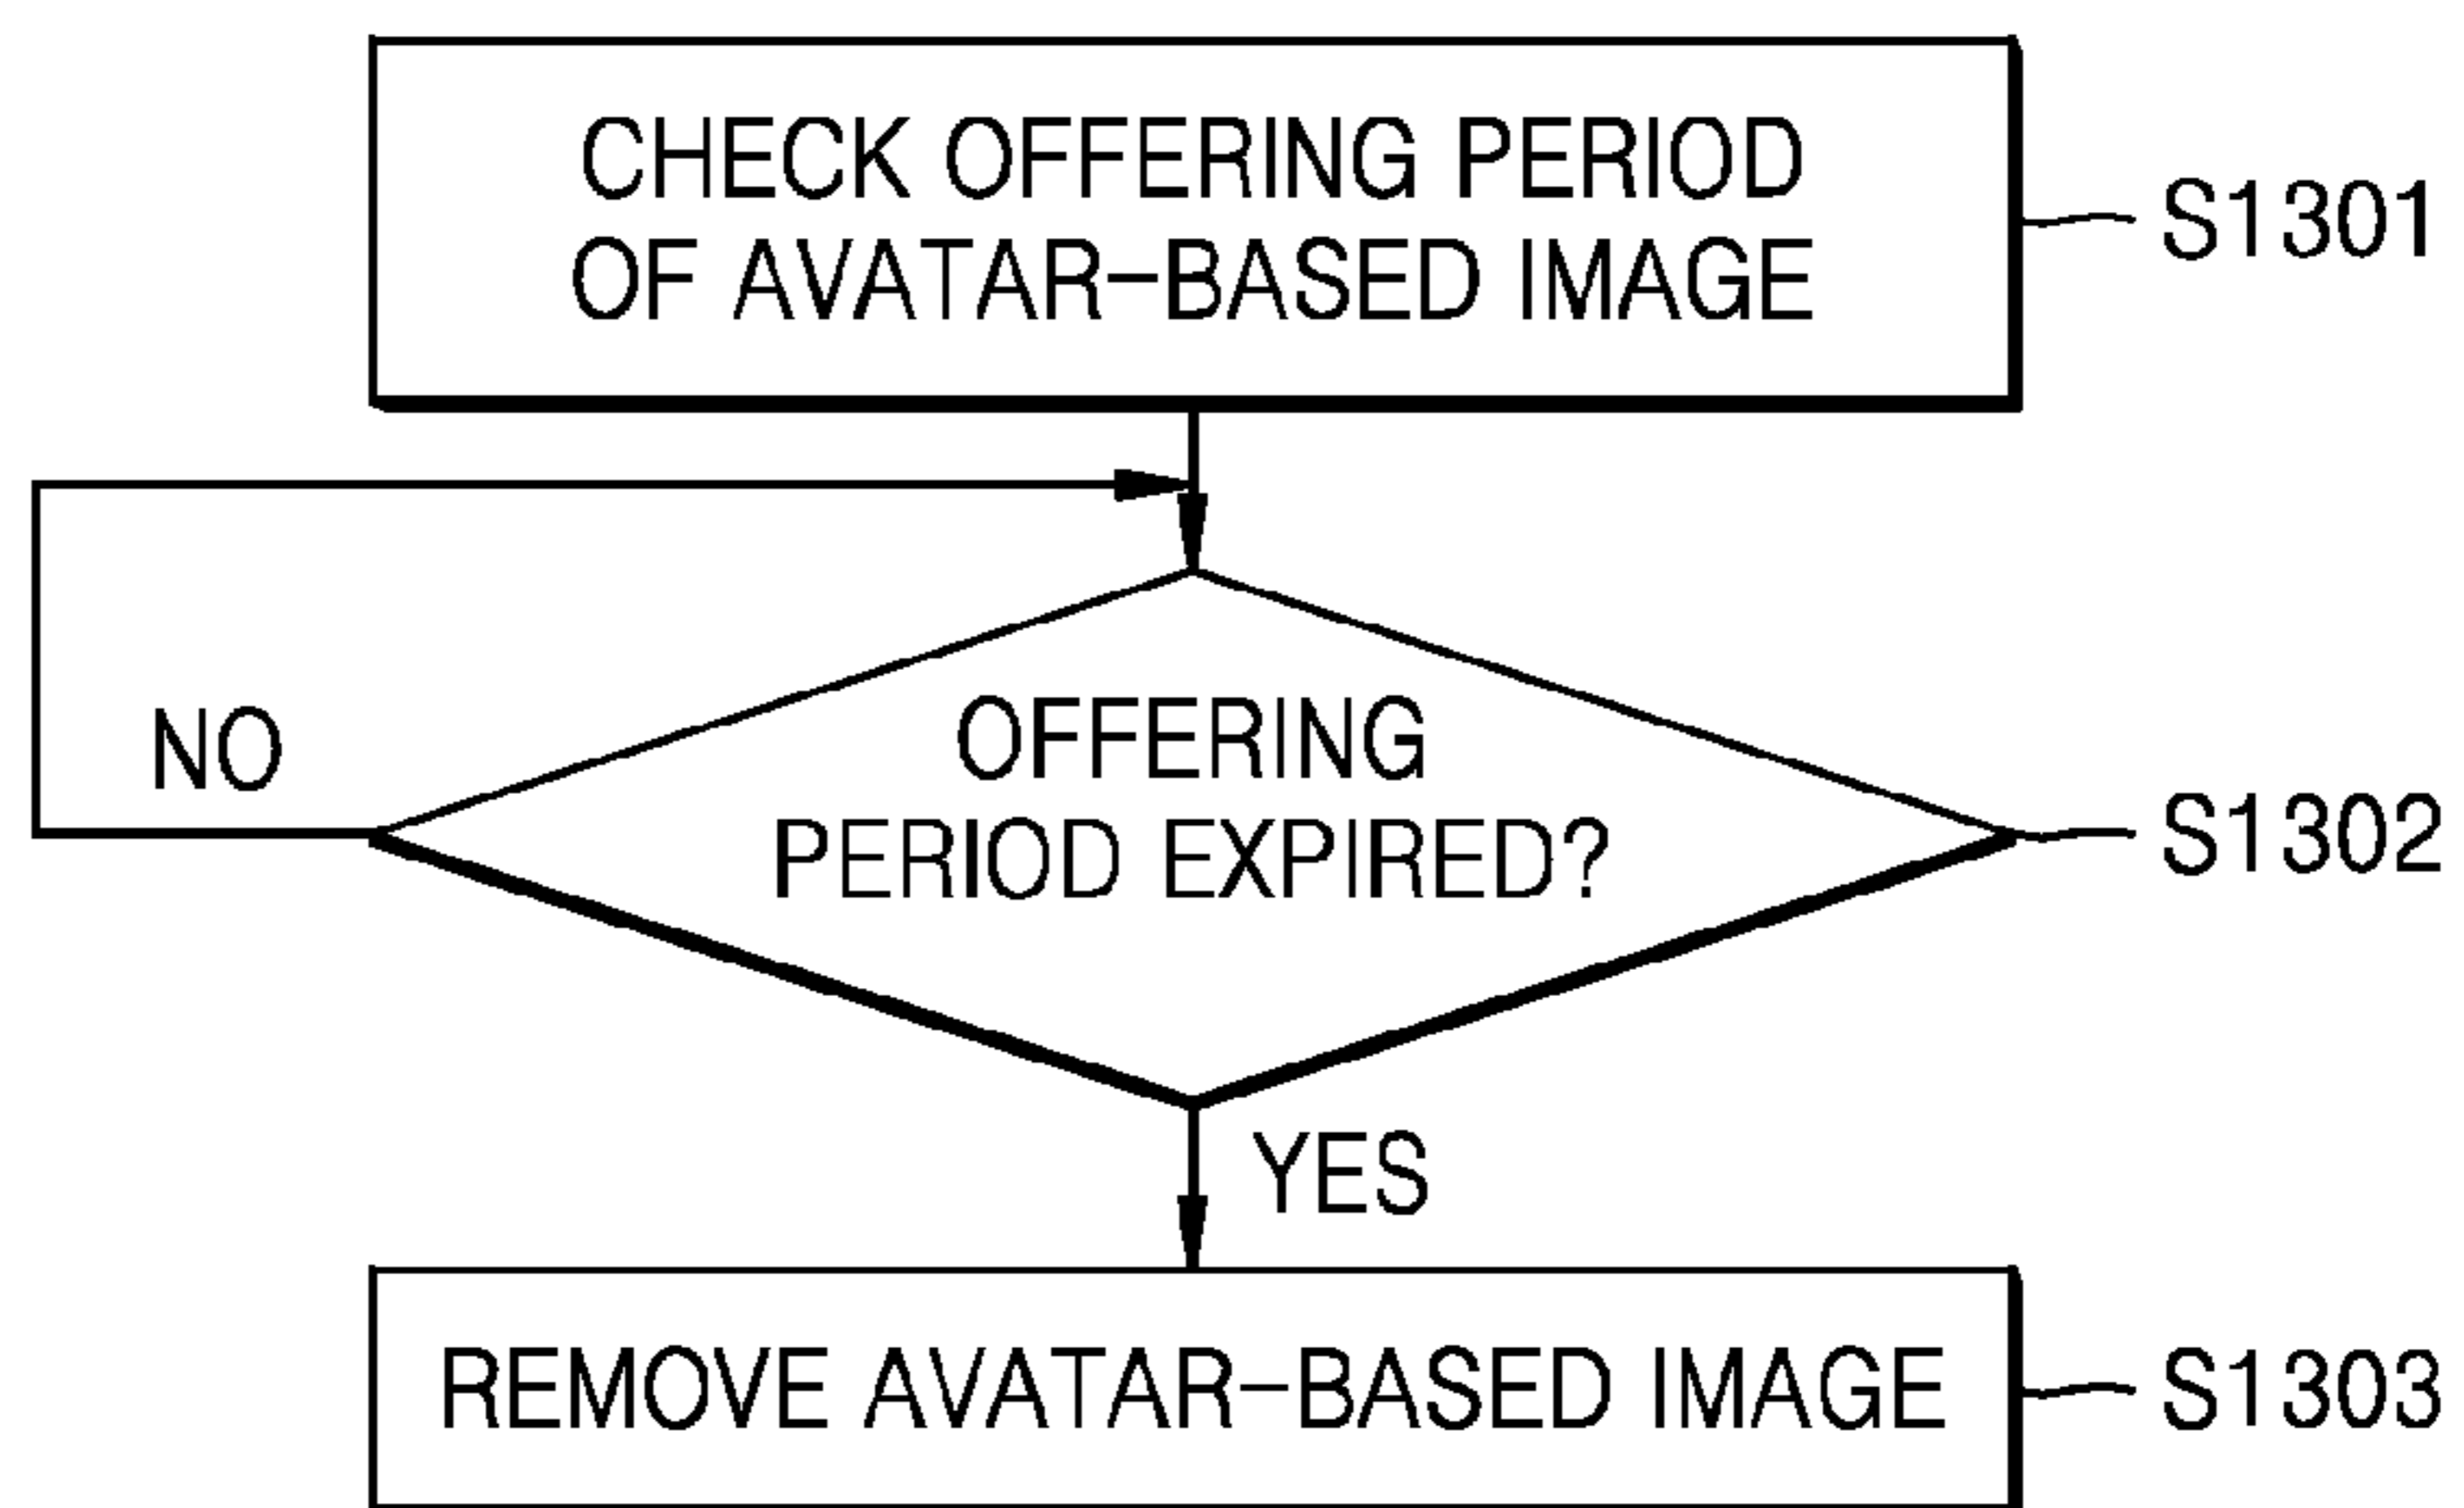 CHECK OFFERING PERIOD
OF AVATAR-BASED IMAGE
S1301
NO
OFFERING
PERIOD EXPIRED?
S1302
YES
REMOVE AVATAR-BASED IMAGE
S1303